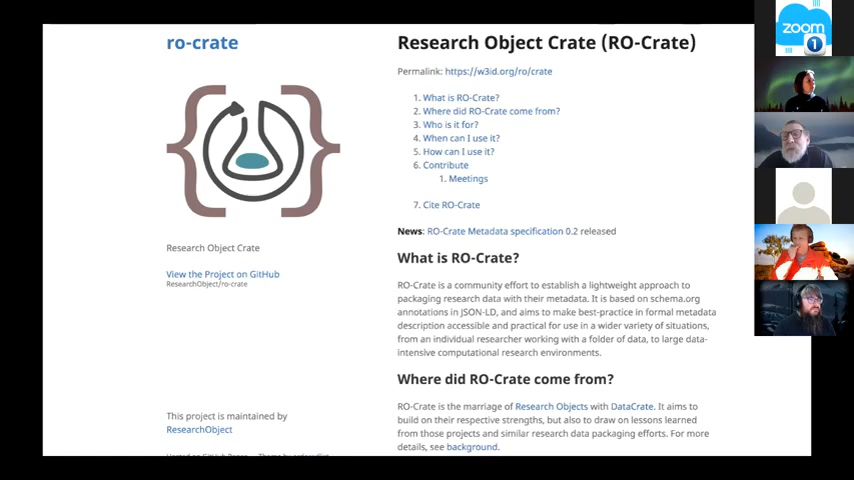 ro-crate
Research Object Crate
View the Project on GitHub
ResearchObject/ro-crate
This project is maintained by
ResearchObject
Research Object Crate (RO-Crate)
Permalink: https://w3id.org/ro/crate
1. What is RO-Crate?
2. Where did RO-Crate come from?
3. Who is it for?
4. When can I use it?
5. How can I use it?
6. Contribute
1. Meetings
7. Cite RO-Crate
News: RO-Crate Metadata specification 0.2 released
What is RO-Crate?
RO-Crate is a community effort to establish a lightweight approach to
packaging research data with their metadata. It is based on schema.org
annotations in JSON-LD, and aims to make best-practice in formal metadata
description accessible and practical for use in a wider variety of situations,
from an individual researcher working with a folder of data, to large data-
intensive computational research environments.
Where did RO-Crate come from?
RO-Crate is the marriage of Research Objects with DataCrate. It aims to
build on their respective strengths, but also to draw on lessons learned
from those projects and similar research data packaging efforts. For more
details, see background.
zoom
1